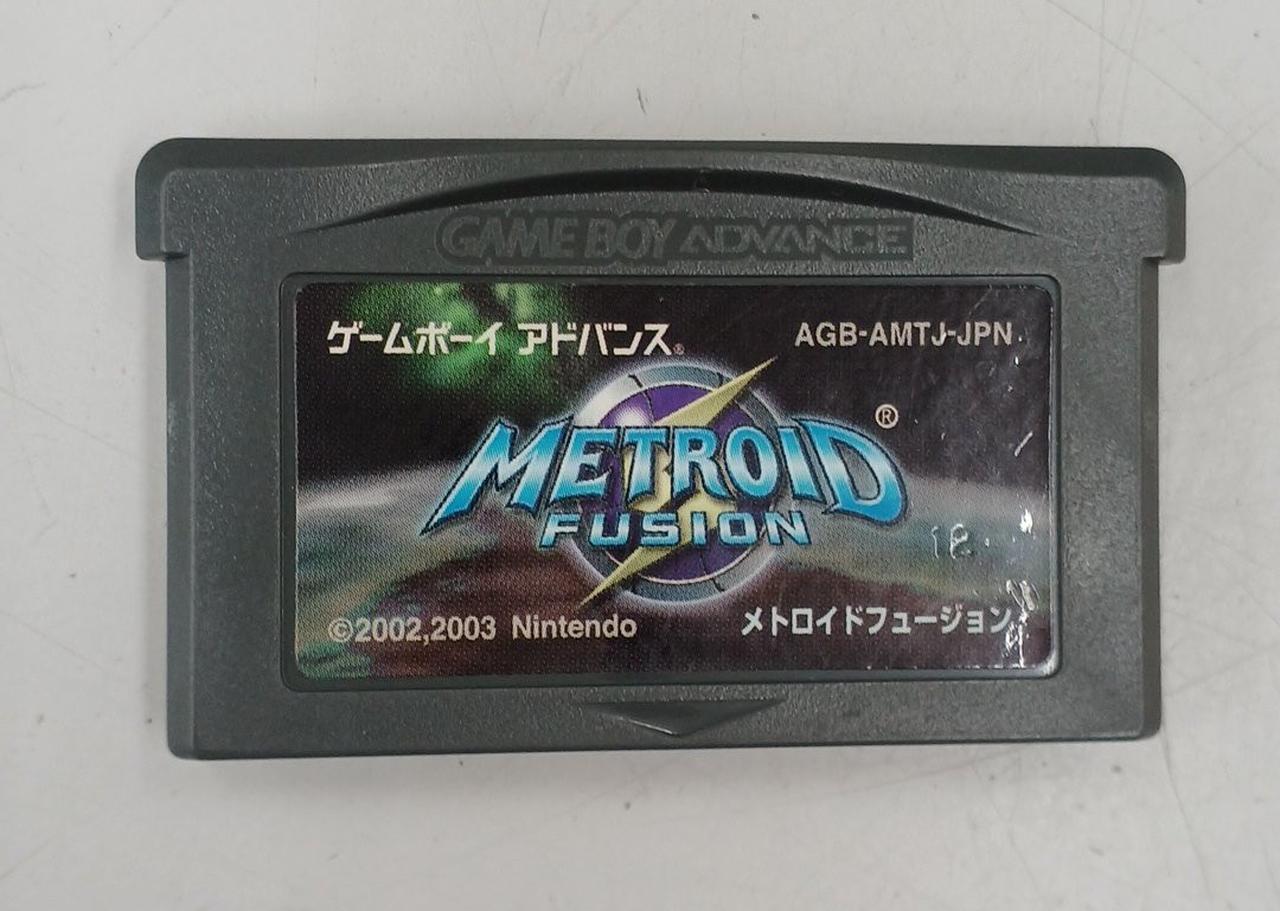 GAME BOY ADVANCE
ゲームボーイ アドバンス®
AGB-AMTJ-JPN
METROID®
FUSION
18
©2002,2003 Nintendo
メトロイドフュージョン